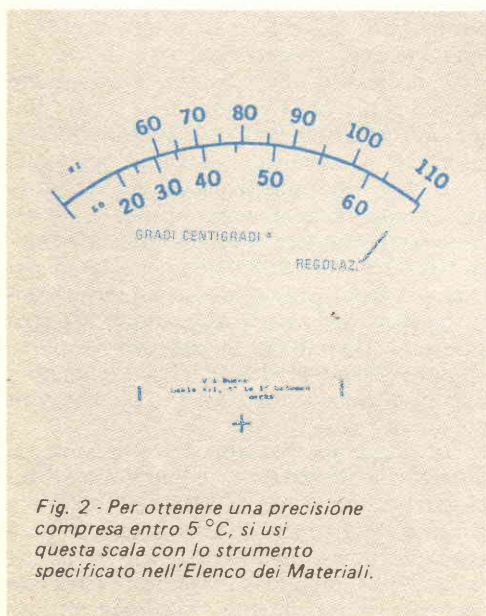 60 70 80 90 100 110
20 30 40 50 60
GRADI CENTIGRADI
REGOLAZ.
Fig. 2 - Per ottenere una precisione
compresa entro 5 °C, si usi
questa scala con lo strumento
specificato nell'Elenco dei Materiali.